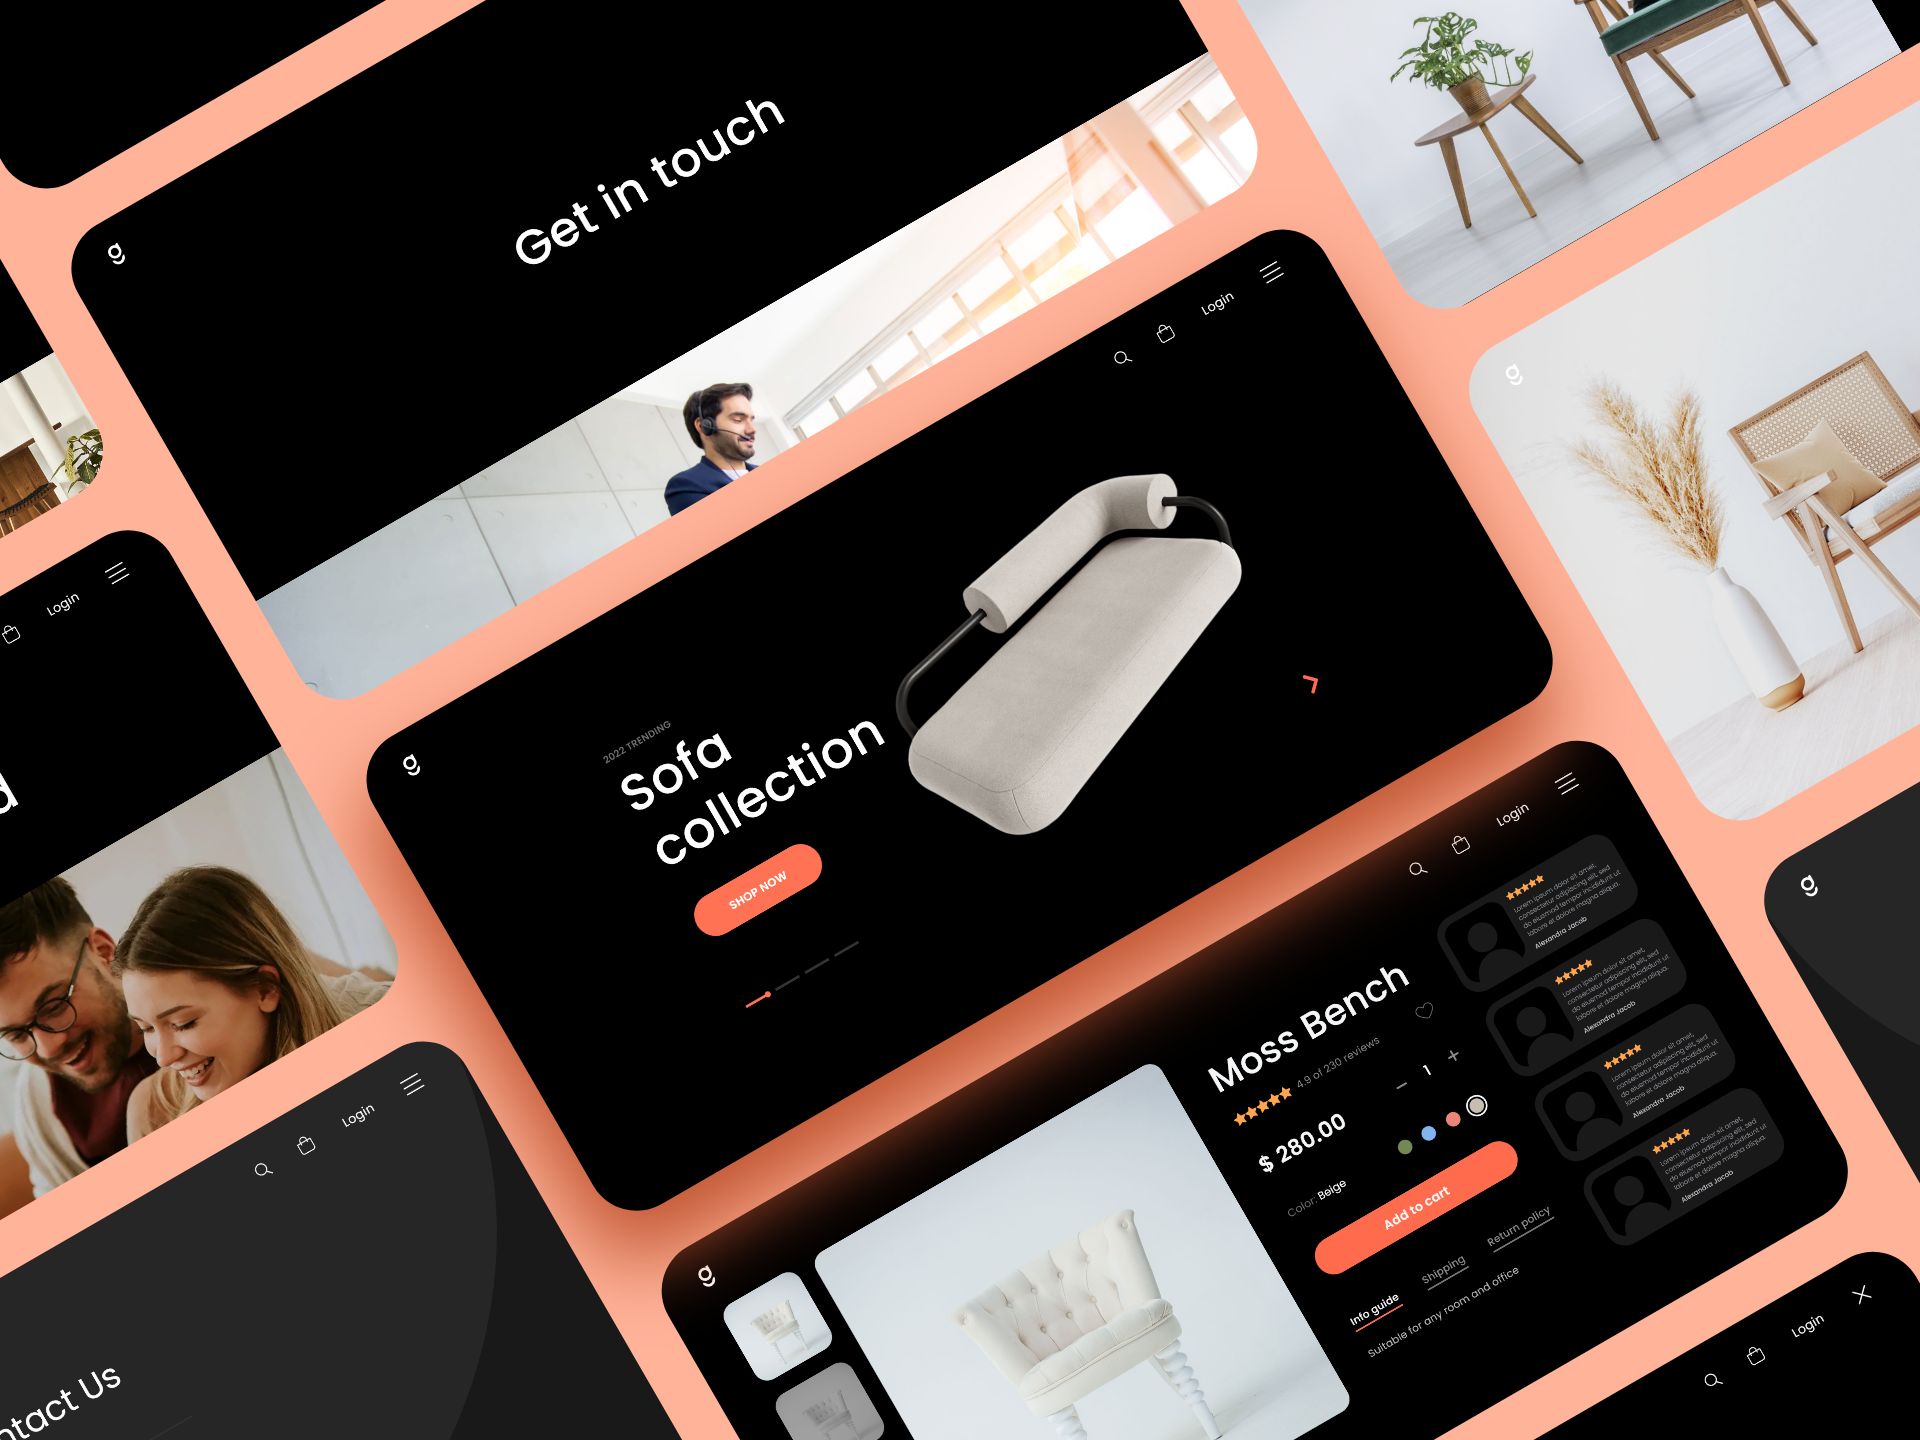 g
Get in touch
Login
g
2022 TRENDING
Sofa
collection
SHOP NOW
Login
g
Login
ntact Us
g
Login
g
Moss Bench
4.9 of 230 reviews
$ 280.00
1
Color: Beige
Add to cart
Info guide
Shipping
Return policy
Suitable for any room and office
Lorem ipsum dolor sit amet,
consectetur adipiscing elit, sed
do eiusmod tempor incididunt ut
labore et dolore magna aliqua.
Alexandra Jacob
Lorem ipsum dolor sit amet,
consectetur adipiscing elit, sed
do eiusmod tempor incididunt ut
labore et dolore magna aliqua.
Alexandra Jacob
Lorem ipsum dolor sit amet,
consectetur adipiscing elit, sed
do eiusmod tempor incididunt ut
labore et dolore magna aliqua.
Alexandra Jacob
Lorem ipsum dolor sit amet,
consectetur adipiscing elit, sed
do eiusmod tempor incididunt ut
labore et dolore magna aliqua.
Alexandra Jacob
g
Login